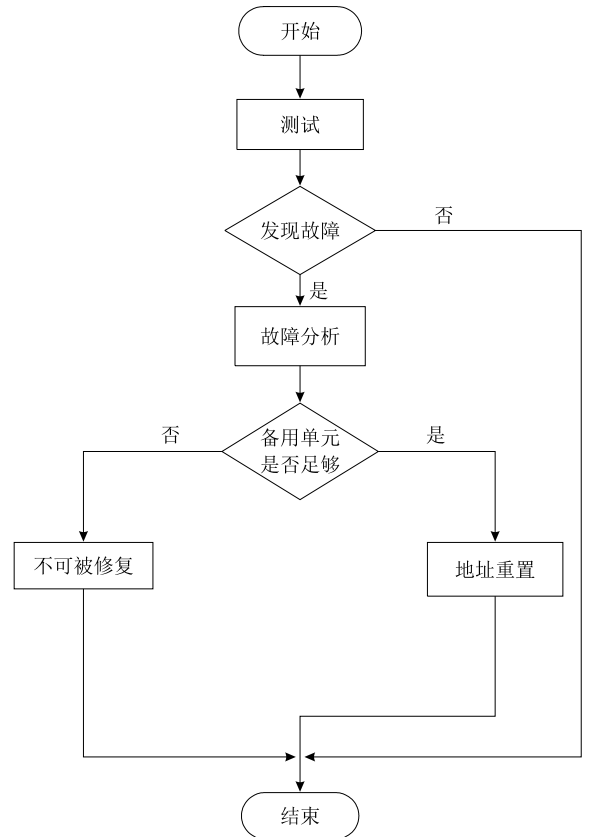 开始
测试
发现故障
否
是
故障分析
备用单元
是否足够
否
是
不可被修复
地址重置
结束